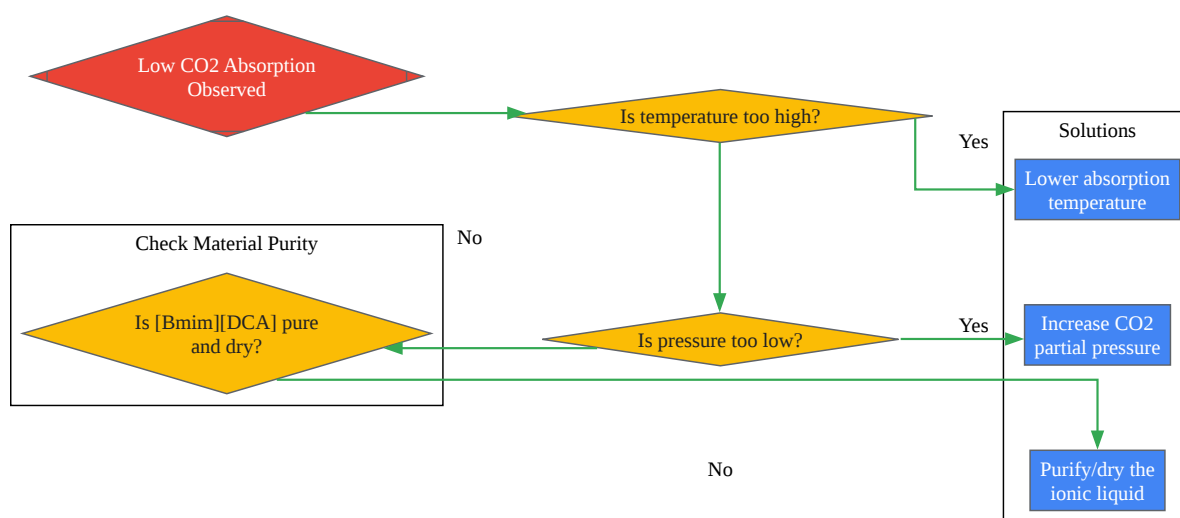 Low CO2 Absorption
Observed
Is temperature too high?
Yes
Solutions
Lower absorption
temperature
Check Material Purity
No
Is [Bmim][DCA] pure
and dry?
Is pressure too low?
Yes
Increase CO2
partial pressure
No
Purify/dry the
ionic liquid